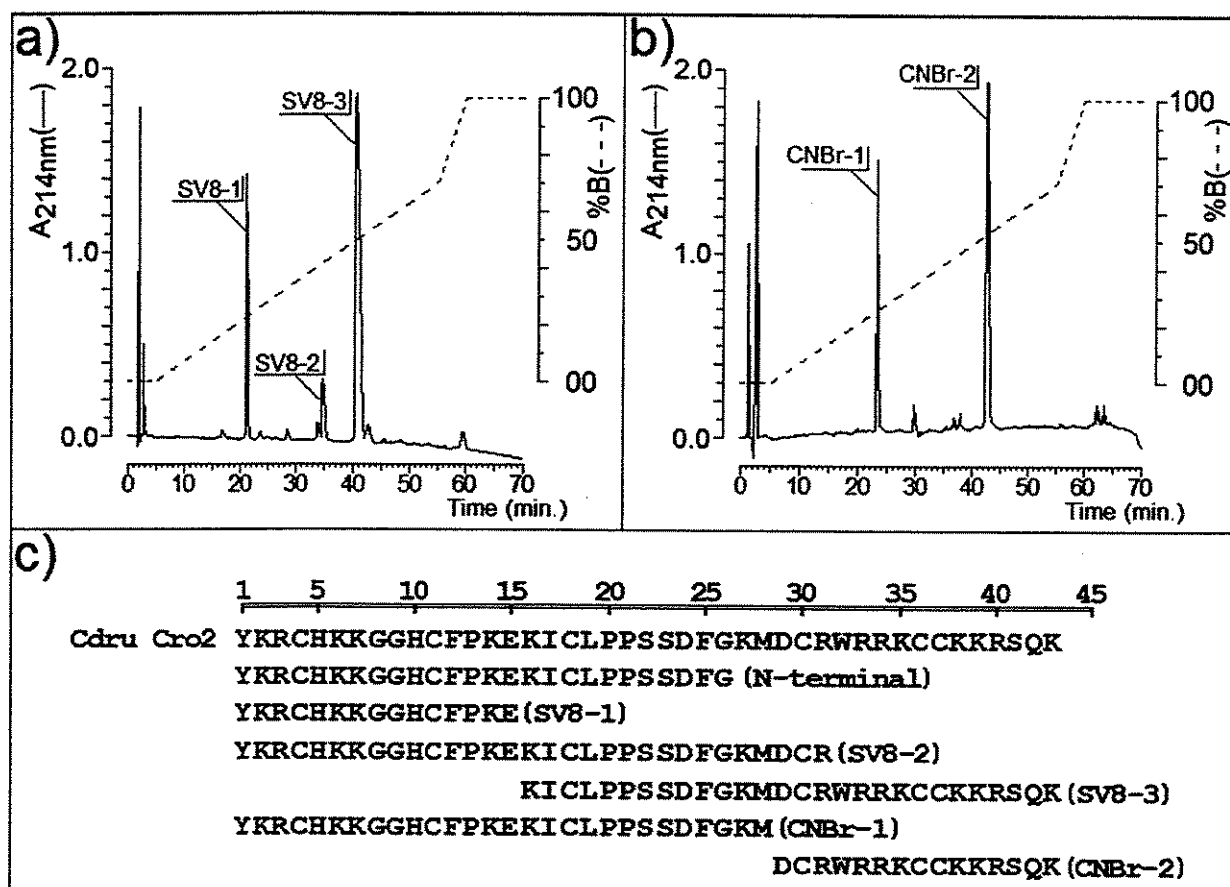 a)
2.0
1.0
0.0
A214nm(—)
SV8-1
SV8-2
SV8-3
100
50
00
%B(---)
0 10 20 30 40 50 60 70
Time (min.)
b)
2.0
1.0
0.0
A214nm(—)
CNBr-1
CNBr-2
100
50
00
%B(---)
0 10 20 30 40 50 60 70
Time (min.)
c)
1 5 10 15 20 25 30 35 40 45
Cdru Cro2 YKRCHKKGGHCFPKEKICLPPSSDFGKMDCRWRRKCCKKRSQK
YKRCHKKGGHCFPKEKICLPPSSDFG (N-terminal)
YKRCHKKGGHCFPKE (SV8-1)
YKRCHKKGGHCFPKEKICLPPSSDFGKMDCR (SV8-2)
KICLPPSSDFGKMDCRWRRKCCKKRSQK (SV8-3)
YKRCHKKGGHCFPKEKICLPPSSDFGKM (CNBr-1)
DCRWRRKCCKKRSQK (CNBr-2)